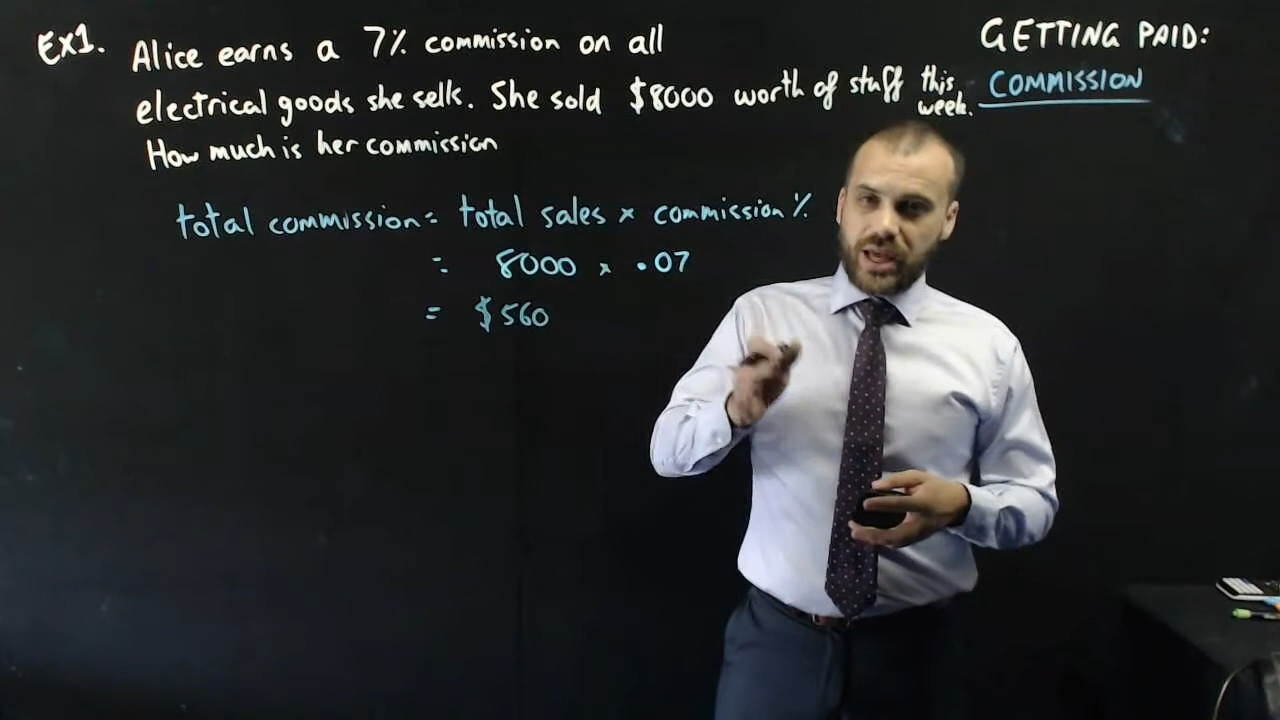 Ex1. Alice earns a 7% commission on all
electrical goods she sells. She sold $8000 worth of stuff this week.
How much is her commission
GETTING PAID:
COMMISSION
total commission = total sales × commission %
= 8000 × .07
= $560